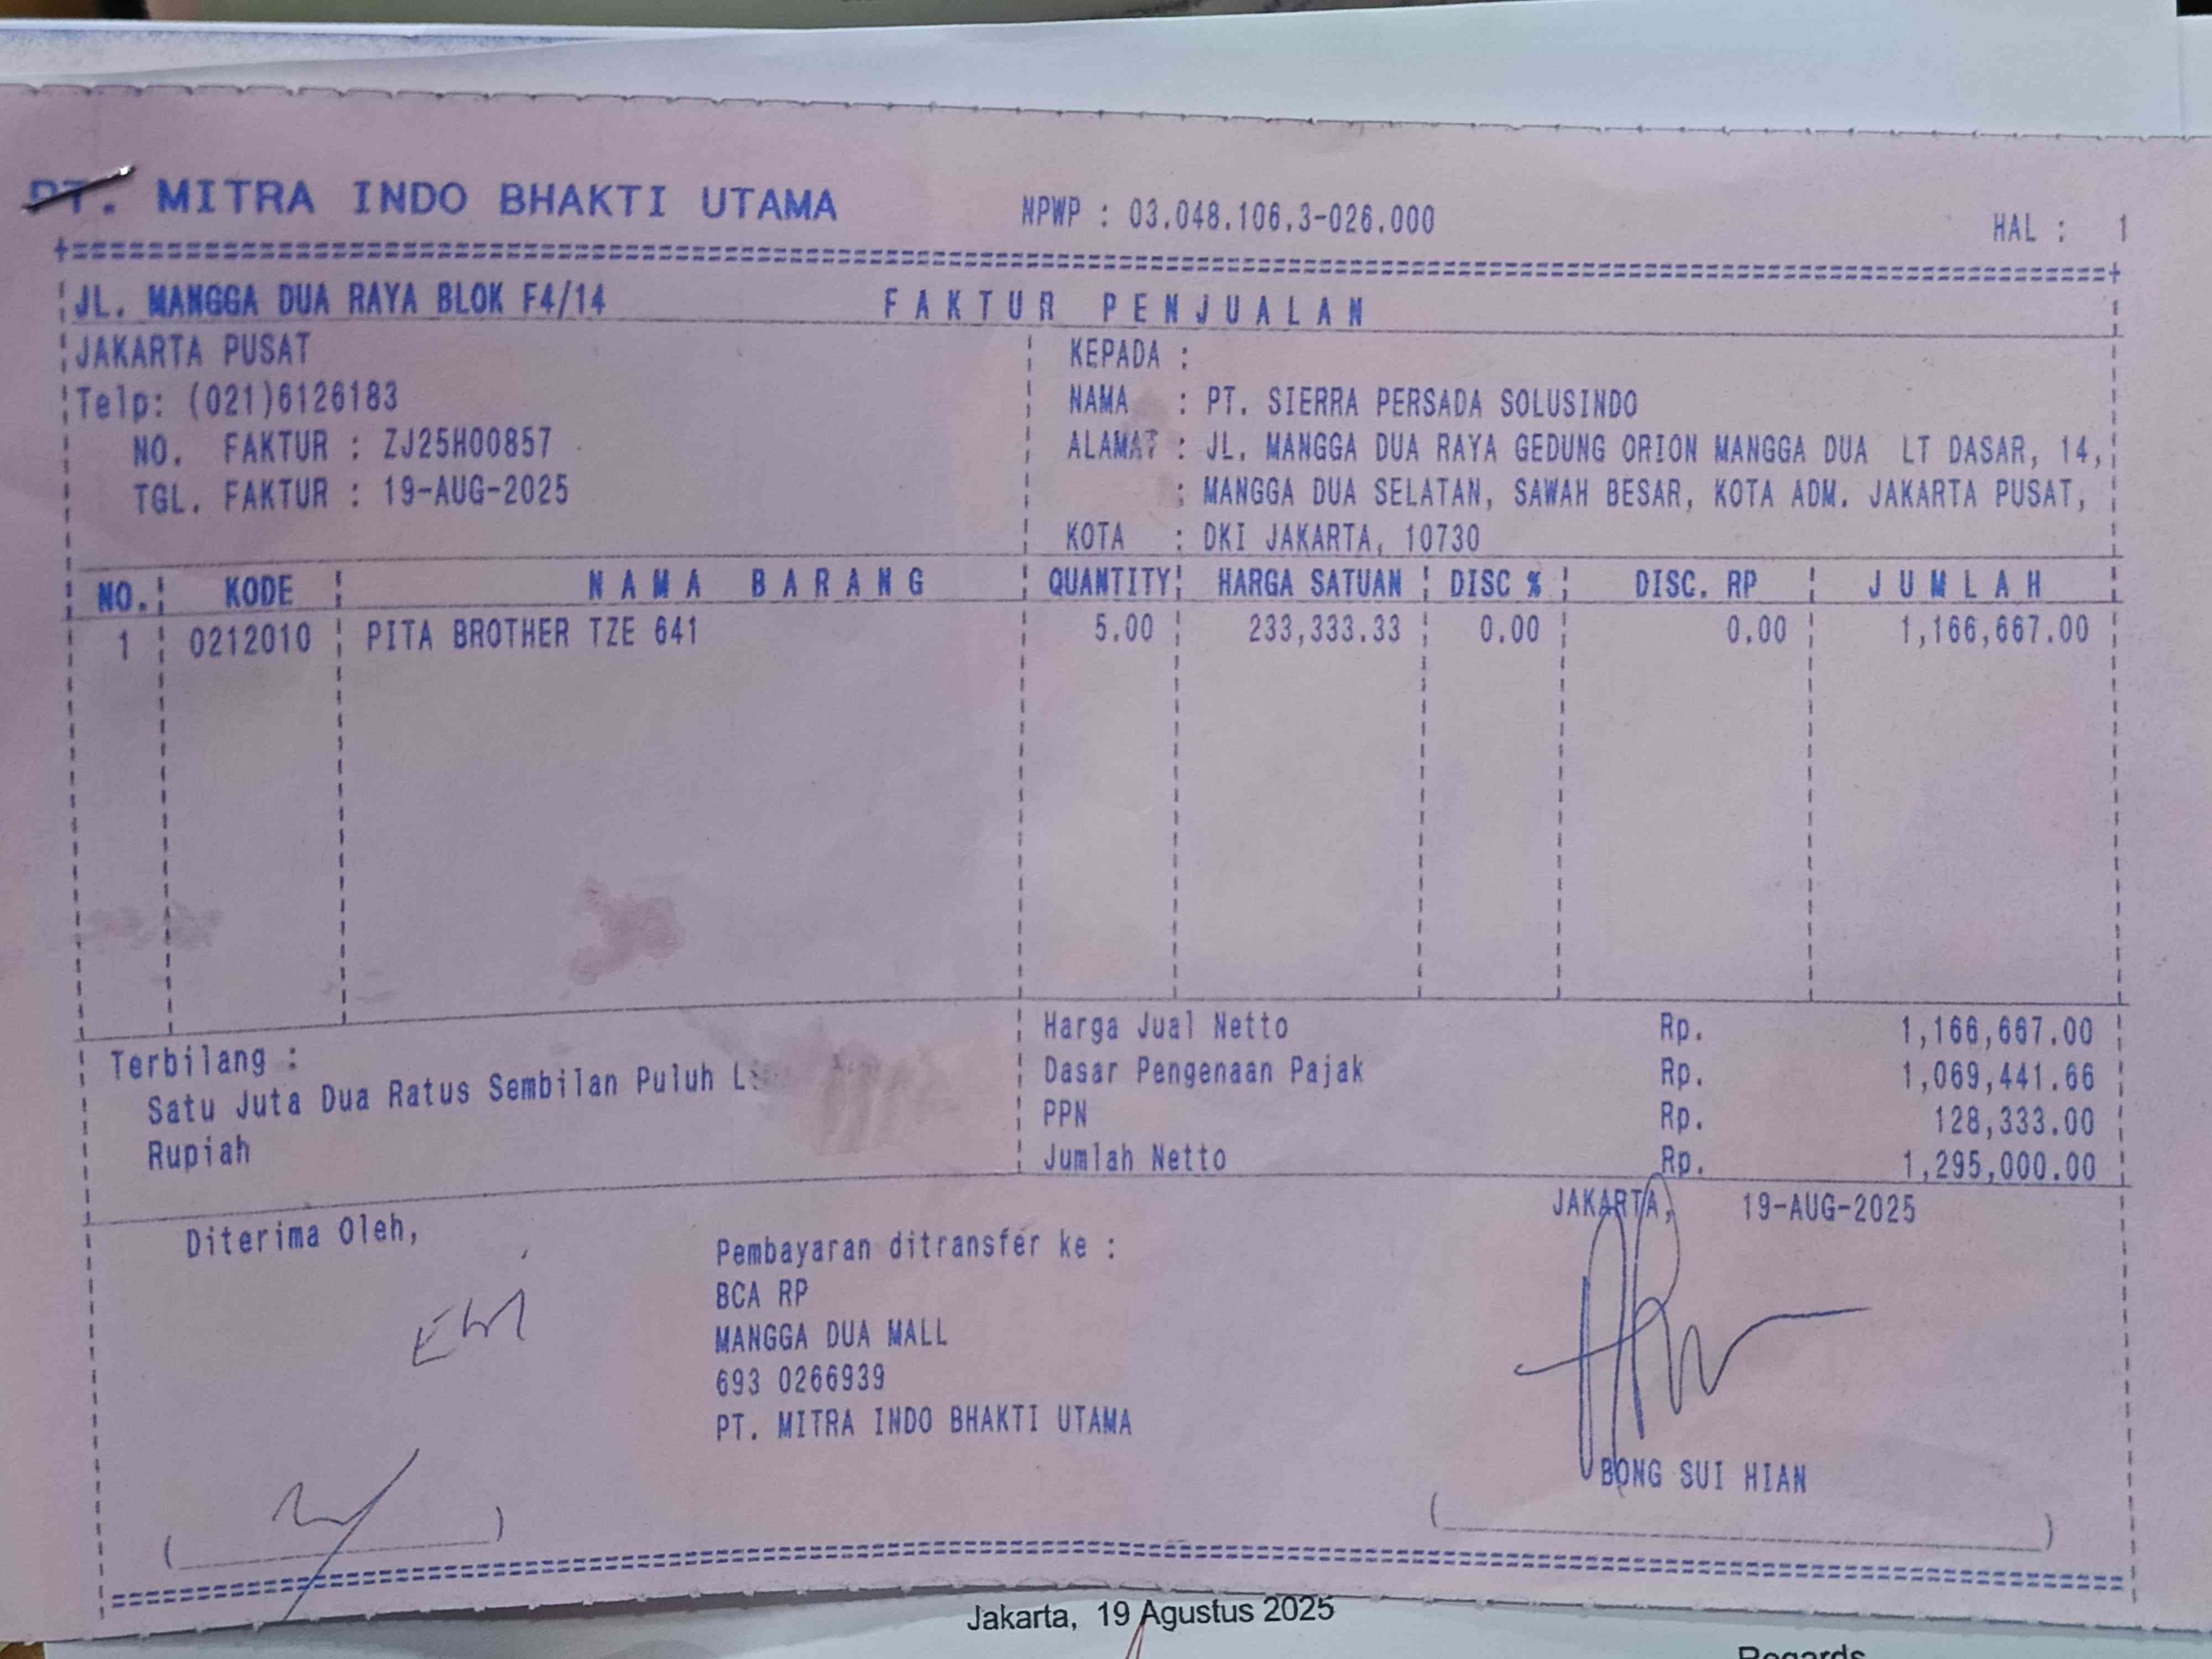 PT. MITRA INDO BHAKTI UTAMA NPWP : 03.048.106.3-026.000 HAL : 1
JL. MANGGA DUA RAYA BLOK F4/14 FAKTUR PENJUALAN
JAKARTA PUSAT
Telp: (021)6126183
NO. FAKTUR : ZJ25H00857
TGL. FAKTUR : 19-AUG-2025
KEPADA :
NAMA : PT. SIERRA PERSADA SOLUSINDO
ALAMAT : JL. MANGGA DUA RAYA GEDUNG ORION MANGGA DUA LT DASAR, 14,
: MANGGA DUA SELATAN, SAWAH BESAR, KOTA ADM. JAKARTA PUSAT,
KOTA : DKI JAKARTA, 10730
NO. KODE NAMA BARANG QUANTITY HARGA SATUAN DISC % DISC. RP JUMLAH
1 0212010 PITA BROTHER TZE 641 5.00 233,333.33 0.00 0.00 1,166,667.00
Terbilang :
Satu Juta Dua Ratus Sembilan Puluh
Rupiah
Harga Jual Netto Rp. 1,166,667.00
Dasar Pengenaan Pajak Rp. 1,069,441.66
PPN Rp. 128,333.00
Jumlah Netto Rp. 1,295,000.00
JAKARTA, 19-AUG-2025
Diterima Oleh,
Pembayaran ditransfer ke :
BCA RP
MANGGA DUA MALL
693 0266939
PT. MITRA INDO BHAKTI UTAMA
BONG SUI HIAN
Jakarta, 19 Agustus 2025
Regards